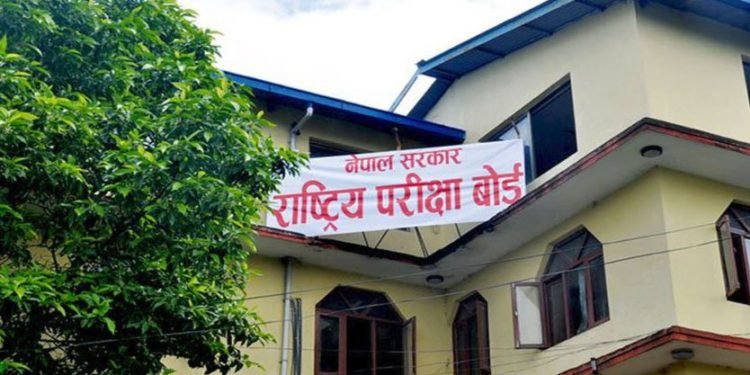 नेपाल सरकार
राष्ट्रिय परीक्षा बोर्ड